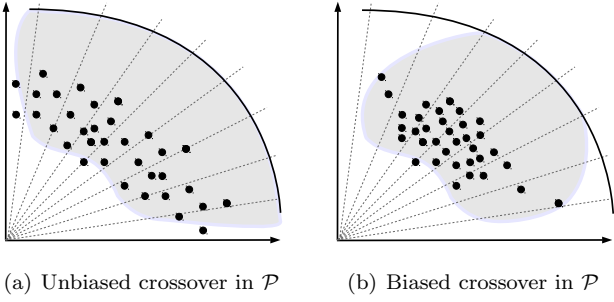 (a) Unbiased crossover in 𝒫
(b) Biased crossover in 𝒫